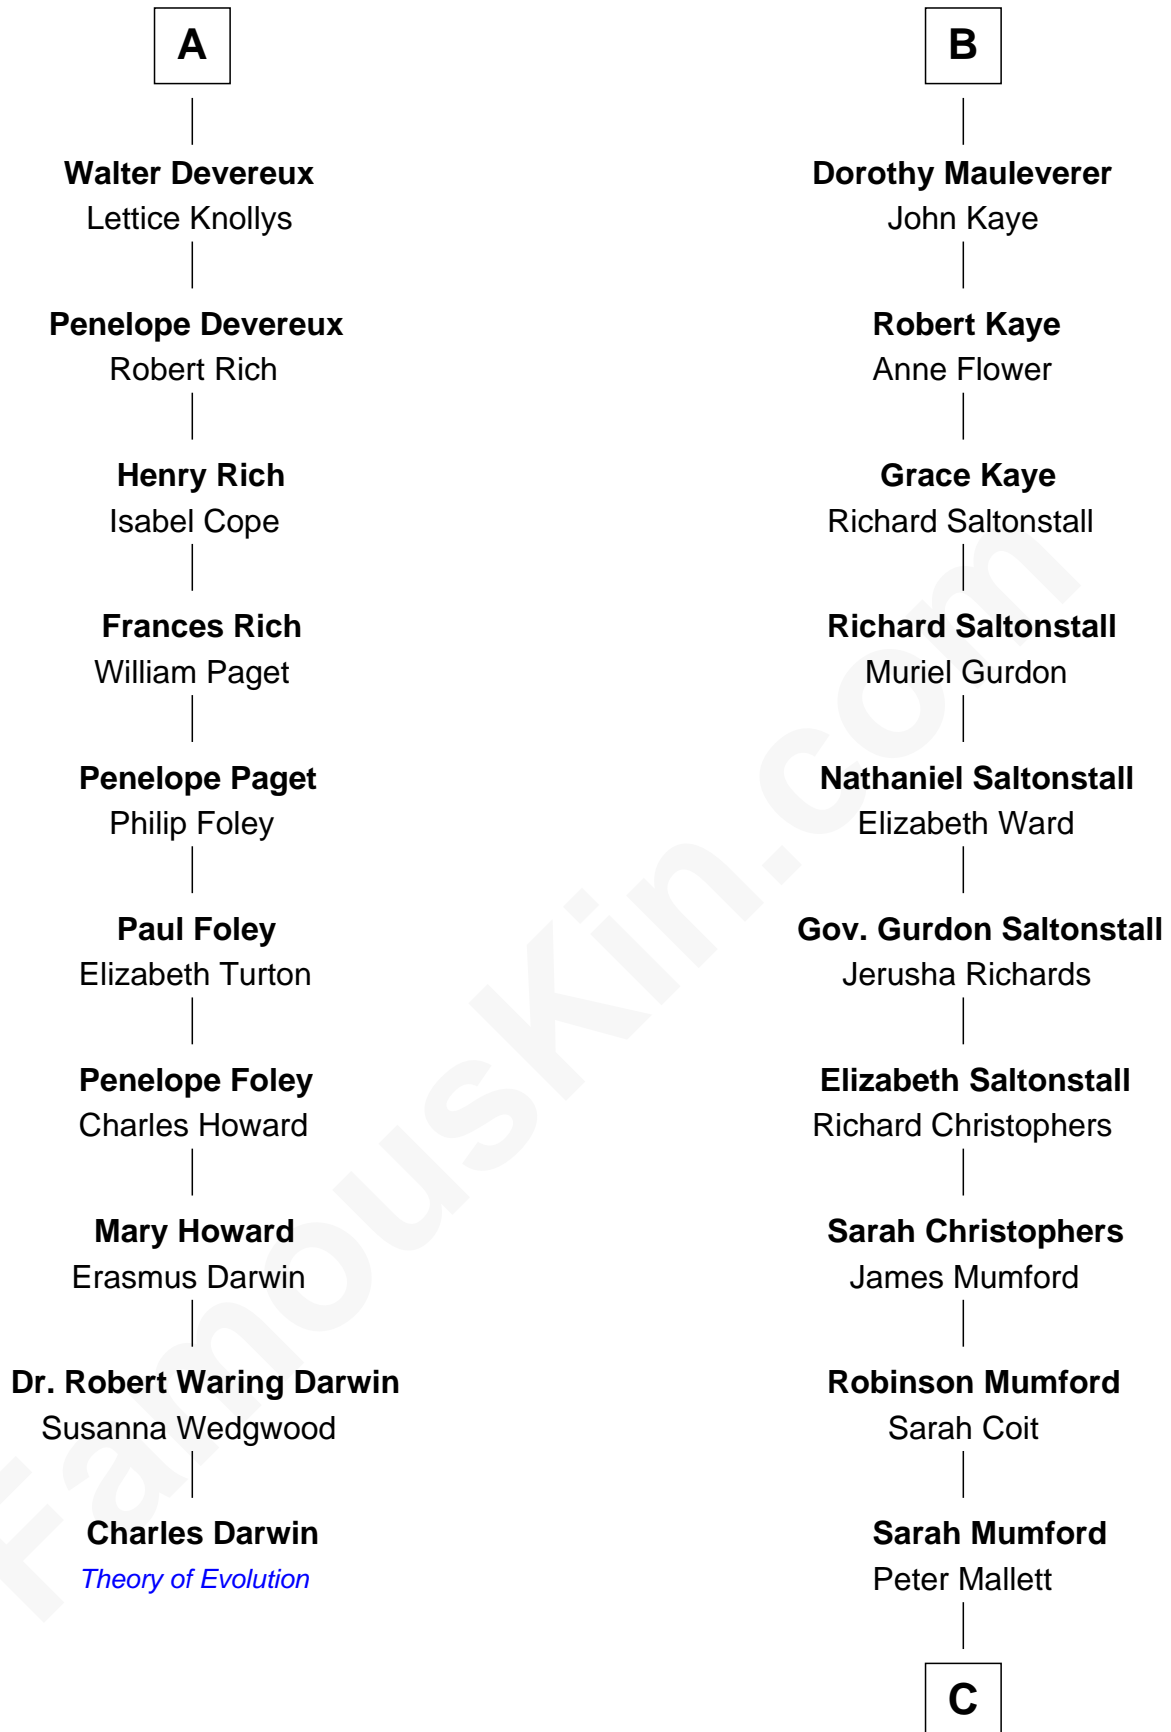 A
Walter Devereux
Lettice Knollys
Penelope Devereux
Robert Rich
Henry Rich
Isabel Cope
Frances Rich
William Paget
Penelope Paget
Philip Foley
Paul Foley
Elizabeth Turton
Penelope Foley
Charles Howard
Mary Howard
Erasmus Darwin
Dr. Robert Waring Darwin
Susanna Wedgwood
Charles Darwin
Theory of Evolution
B
Dorothy Mauleverer
John Kaye
Robert Kaye
Anne Flower
Grace Kaye
Richard Saltonstall
Richard Saltonstall
Muriel Gurdon
Nathaniel Saltonstall
Elizabeth Ward
Gov. Gurdon Saltonstall
Jerusha Richards
Elizabeth Saltonstall
Richard Christophers
Sarah Christophers
James Mumford
Robinson Mumford
Sarah Coit
Sarah Mumford
Peter Mallett
C
FamousKin.com